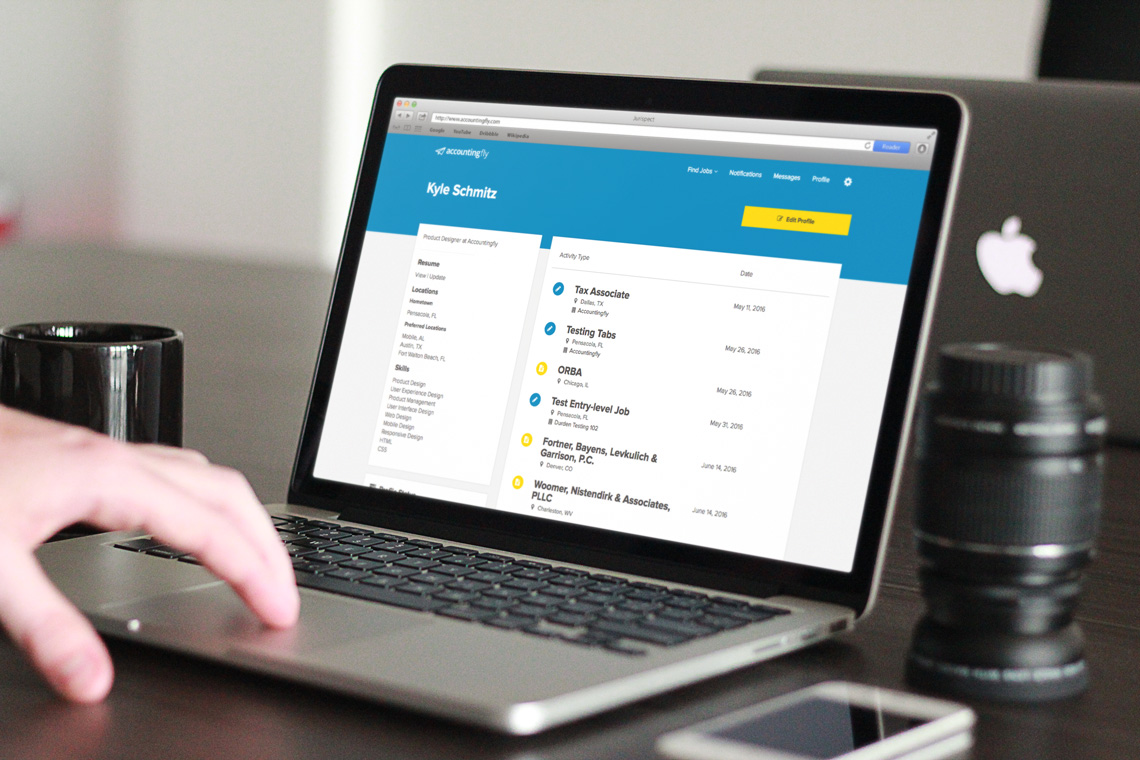 Accountingfly
http://www.accountingfly.com
Reader
Google YouTube Dribbble Wikipedia
accountingfly
Find Jobs Notifications Messages Profile
Kyle Schmitz
Edit Profile
Product Designer at Accountingfly
Resume
View / Update
Locations
Hometown
Pensacola, FL
Preferred Locations
Mobile, AL
Austin, TX
Fort Walton Beach, FL
Skills
Product Design
User Experience Design
Product Management
User Interface Design
Web Design
Mobile Design
Responsive Design
HTML
CSS
Activity Type Date
Tax Associate May 11, 2016
Dallas, TX
Accountingfly
Testing Tabs May 26, 2016
Pensacola, FL
Accountingfly
ORBA May 26, 2016
Chicago, IL
Test Entry-level Job May 31, 2016
Pensacola, FL
Durden Testing 102
Fortner, Bayens, Levkulich & June 14, 2016
Garrison, P.C.
Denver, CO
Woomer, Nistendirk & Associates, June 14, 2016
PLLC
Charleston, WV